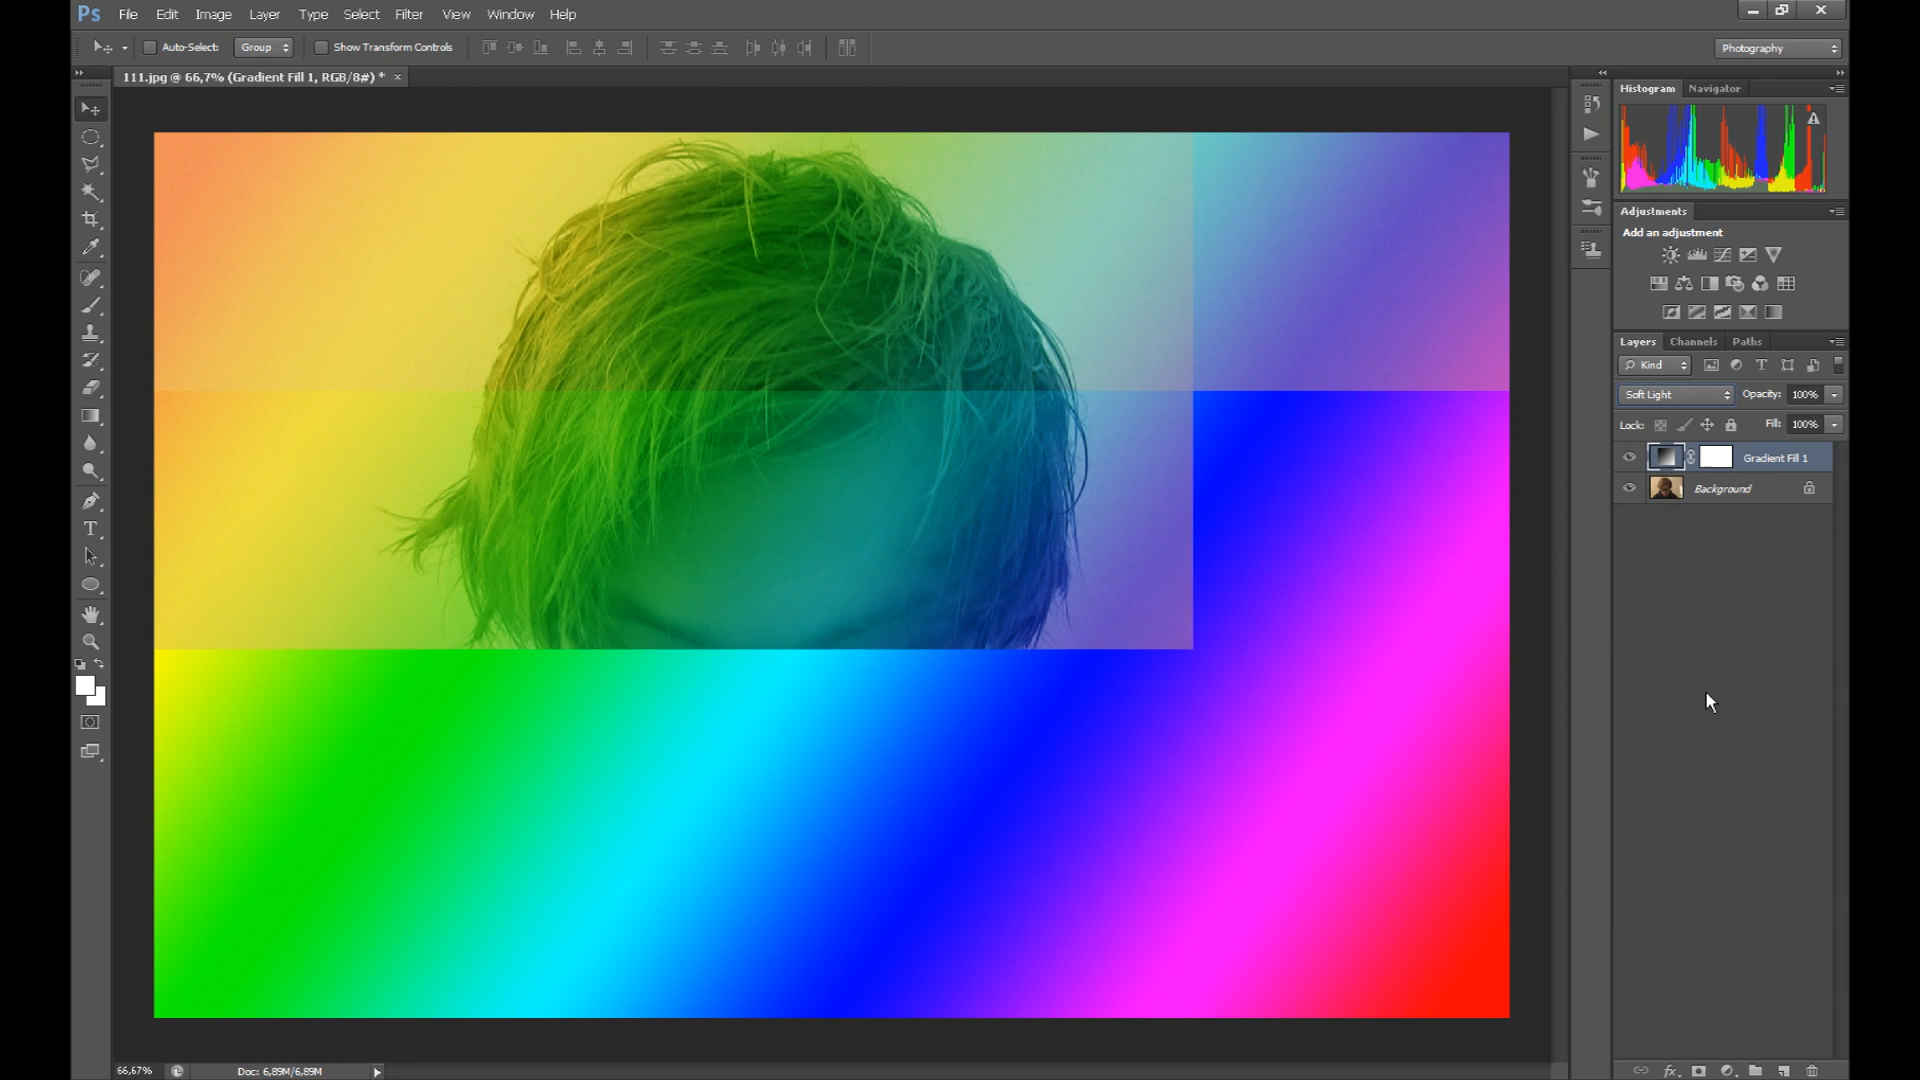 Ps File Edit Image Layer Type Select Filter View Window Help
Auto-Select: Group Show Transform Controls Photography
111.jpg @ 66,7% (Gradient Fill 1, RGB/8#) * ×
Histogram Navigator
Adjustments
Add an adjustment
Layers Channels Paths
Kind
Soft Light Opacity: 100%
Lock: Fill: 100%
Gradient Fill 1
Background
66,67% Doc: 6,89M/6,89M